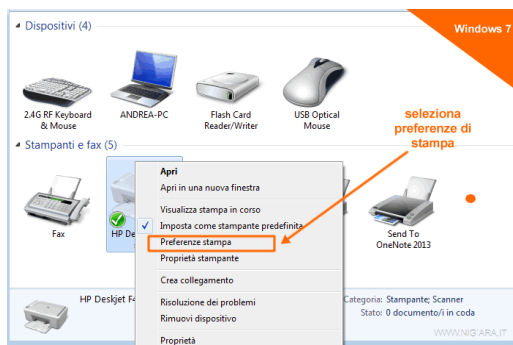 Dispositivi (4)
Windows 7
2.4G RF Keyboard
& Mouse
ANDREA-PC
Flash Card
Reader/Writer
USB Optical
Mouse
seleziona
preferenze di
stampa
Stampanti e fax (5)
Fax
HP De
Send To
OneNote 2013
Apri
Apri in una nuova finestra
Visualizza stampa in corso
Imposta come stampante predefinita
Preferenze stampa
Proprietà stampante
Crea collegamento
Risoluzione dei problemi
Rimuovi dispositivo
Proprietà
HP Deskjet F4
Categoria: Stampante; Scanner
Stato: 0 documento/i in coda
WWW.NIGIARA.IT